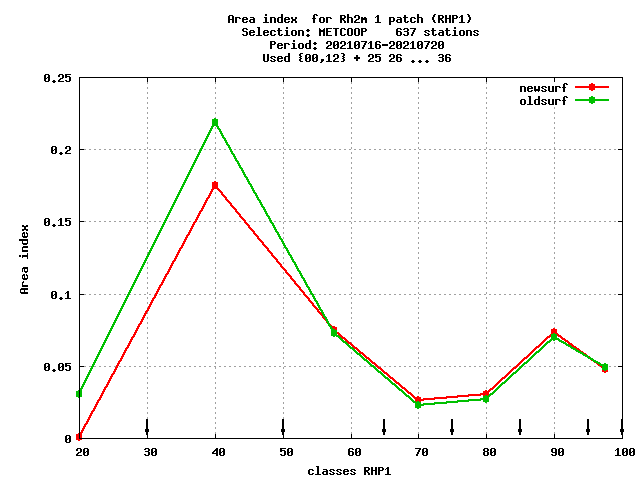 Area index  for Rh2m 1 patch (RHP1)
Selection: METCOOP    637 stations
Period: 20210716-20210720
Used {00,12} + 25 26 ... 36
newsurf
oldsurf
0.25
0.2
0.15
0.1
0.05
0
Area index
20 30 40 50 60 70 80 90 100
classes RHP1